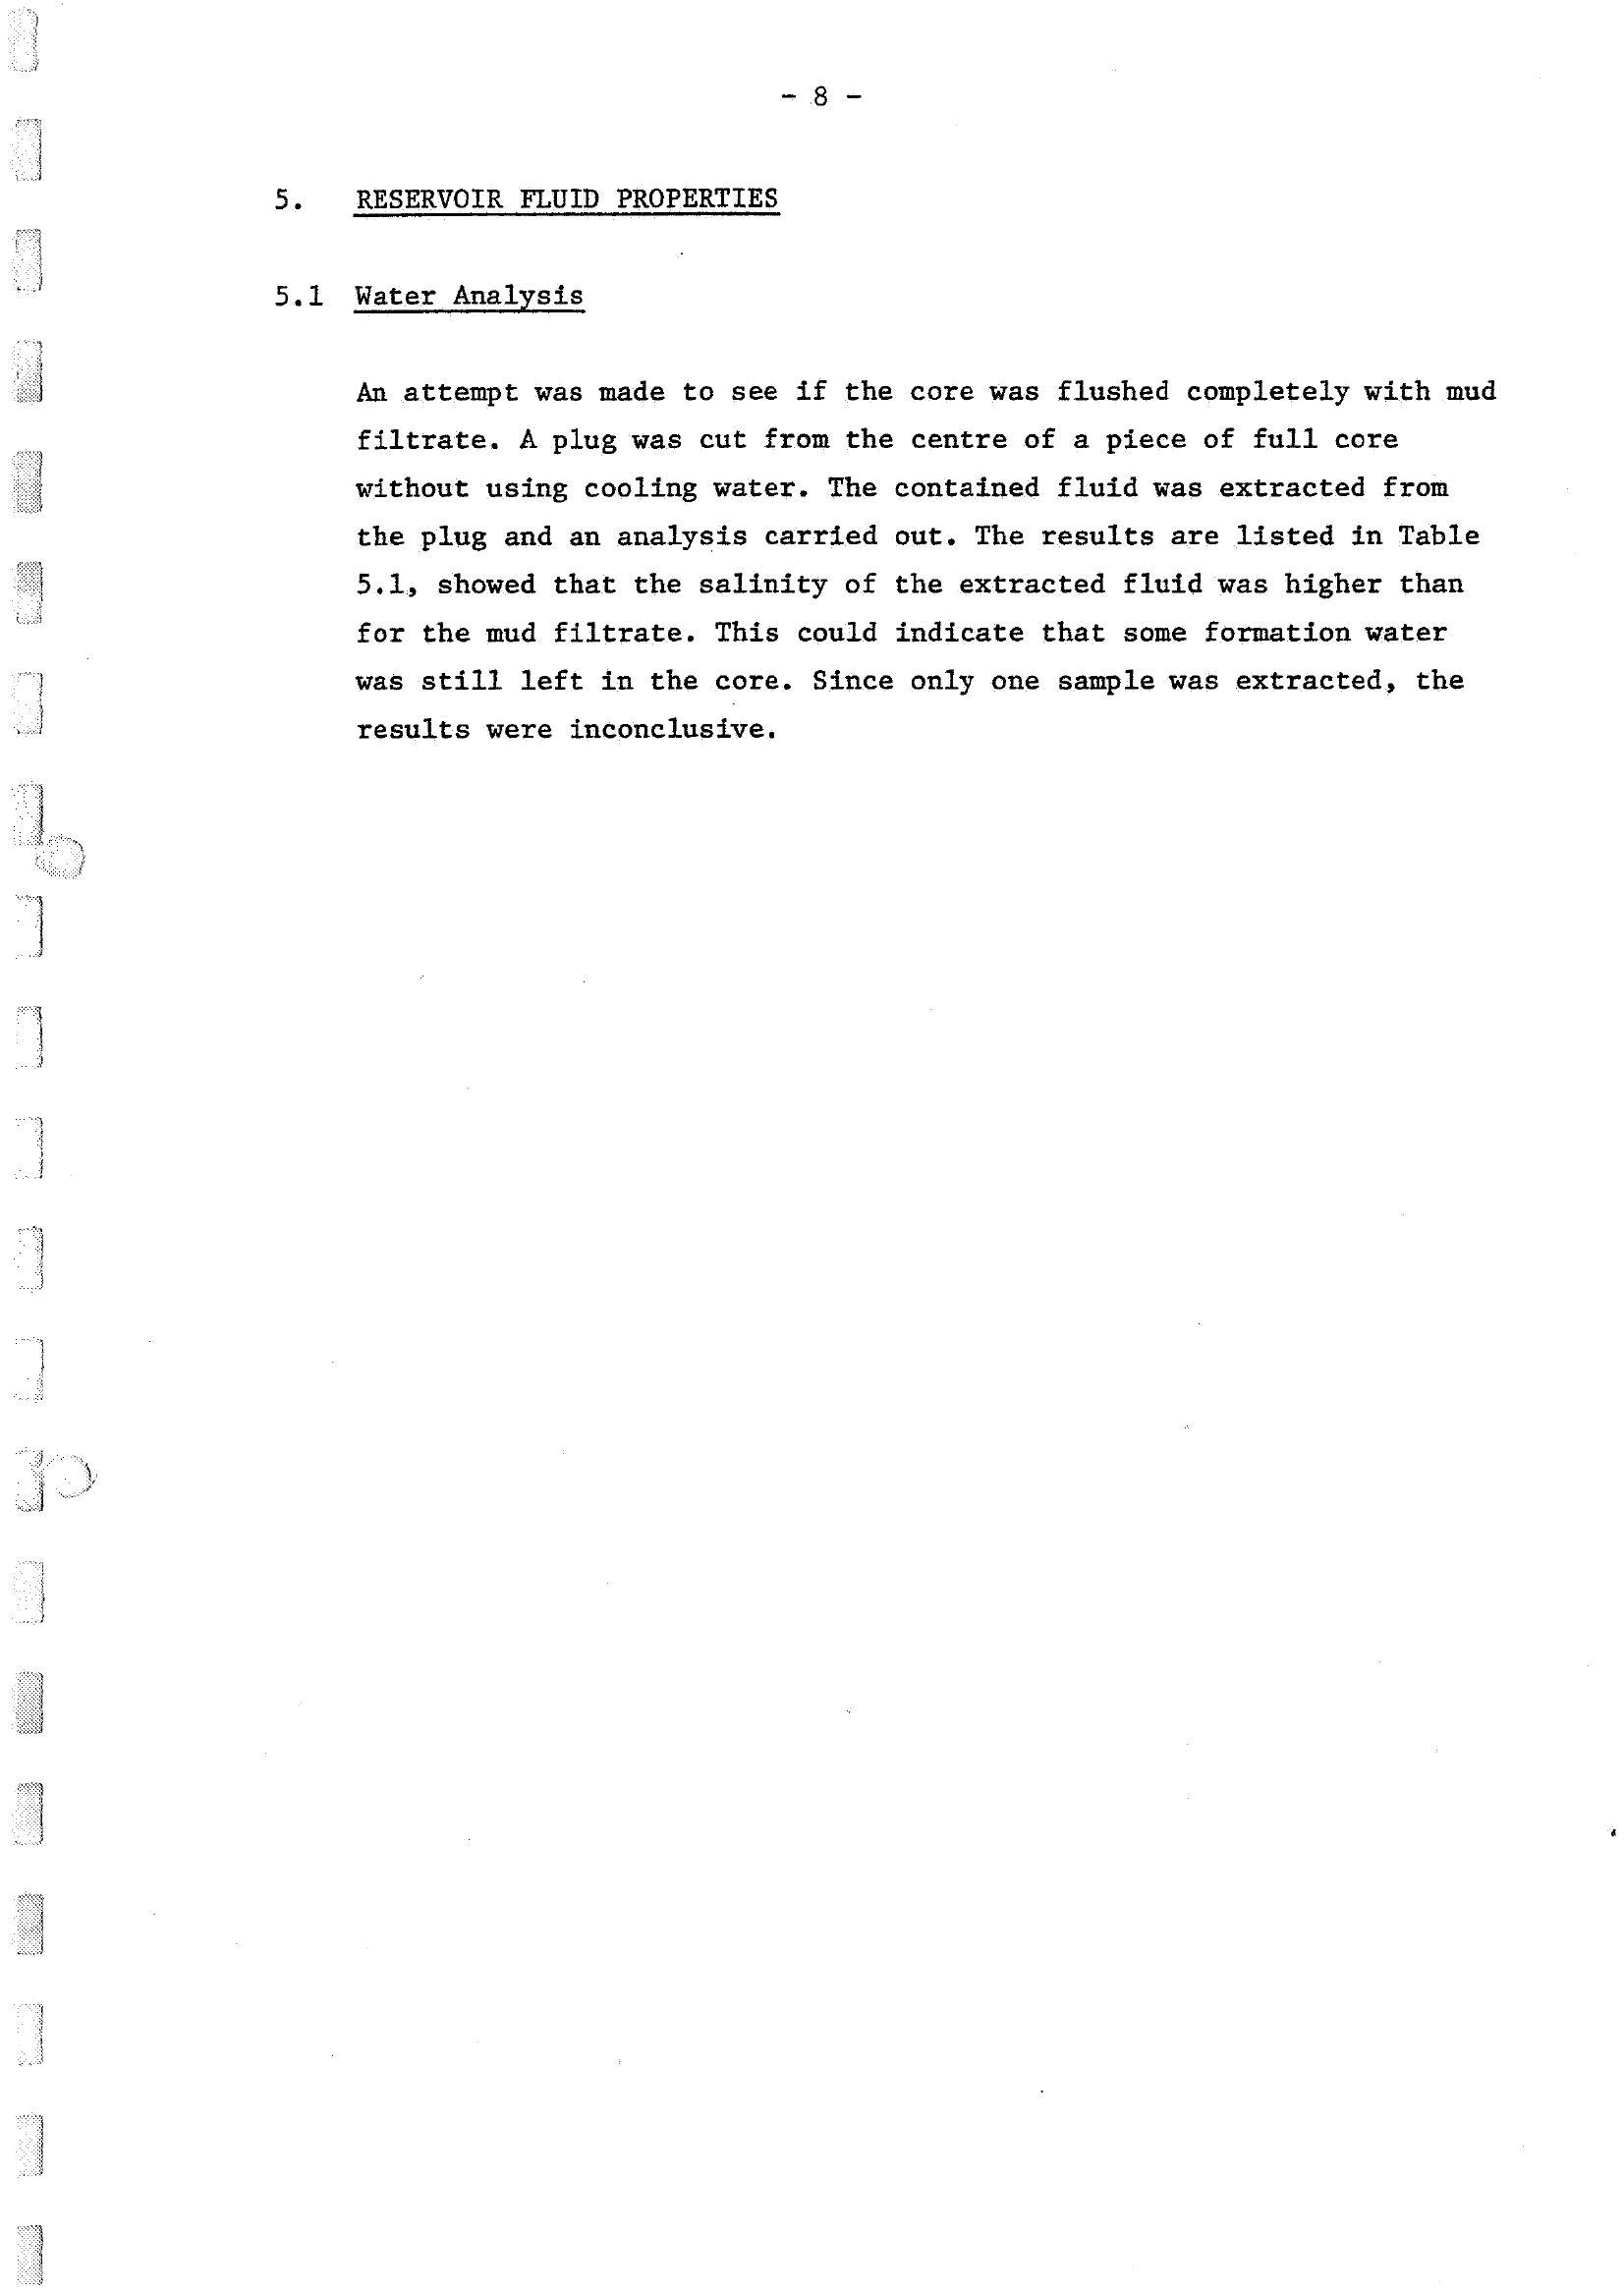 - 8 -
5. RESERVOIR FLUID PROPERTIES
5.1 Water Analysis
An attempt was made to see if the core was flushed completely with mud
filtrate. A plug was cut from the centre of a piece of full core
without using cooling water. The contained fluid was extracted from
the plug and an analysis carried out. The results are listed in Table
5.1, showed that the salinity of the extracted fluid was higher than
for the mud filtrate. This could indicate that some formation water
was still left in the core. Since only one sample was extracted, the
results were inconclusive.